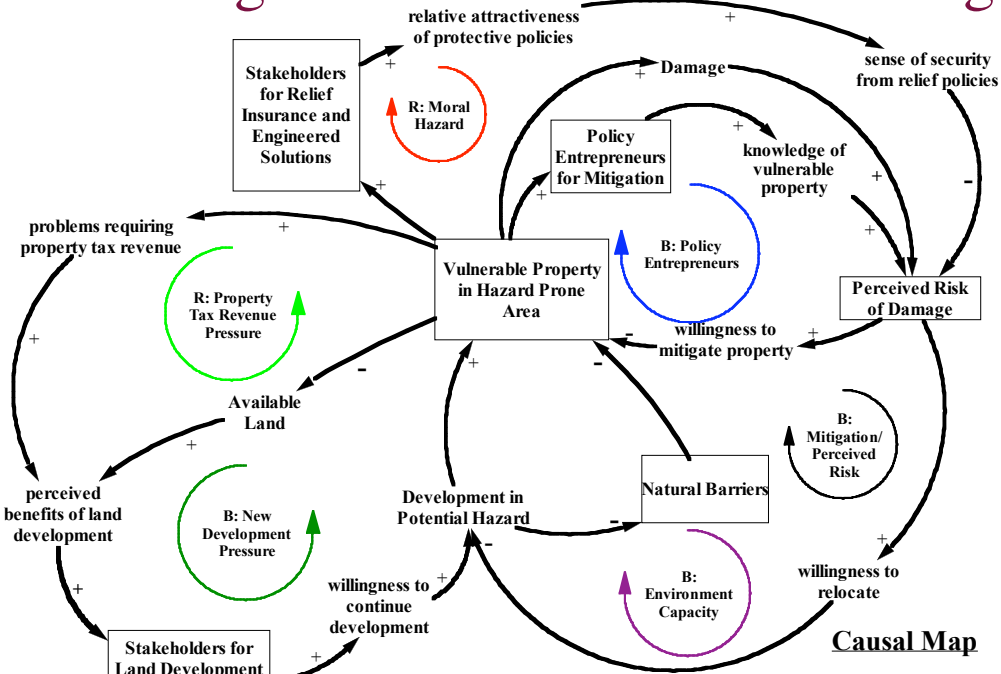 relative attractiveness
of protective policies
+
sense of security
from relief policies
Stakeholders
for Relief
Insurance and
Engineered
Solutions
+
R: Moral
Hazard
+
Damage
Policy
Entrepreneurs
for Mitigation
+
+
knowledge of
vulnerable
property
+
+
-
+
problems requiring
property tax revenue
+
B: Policy
Entrepreneurs
Vulnerable Property
in Hazard Prone
Area
R: Property
Tax Revenue
Pressure
Perceived Risk
of Damage
-
willingness to
mitigate property
+
+
+
-
-
Available
Land
+
B:
Mitigation/
Perceived
Risk
perceived
benefits of land
development
Development in
Potential Hazard
Natural Barriers
-
-
B: New
Development
Pressure
+
willingness to
continue
development
+
+
B:
Environment
Capacity
willingness to
relocate
Stakeholders for
Land Development
+
Causal Map